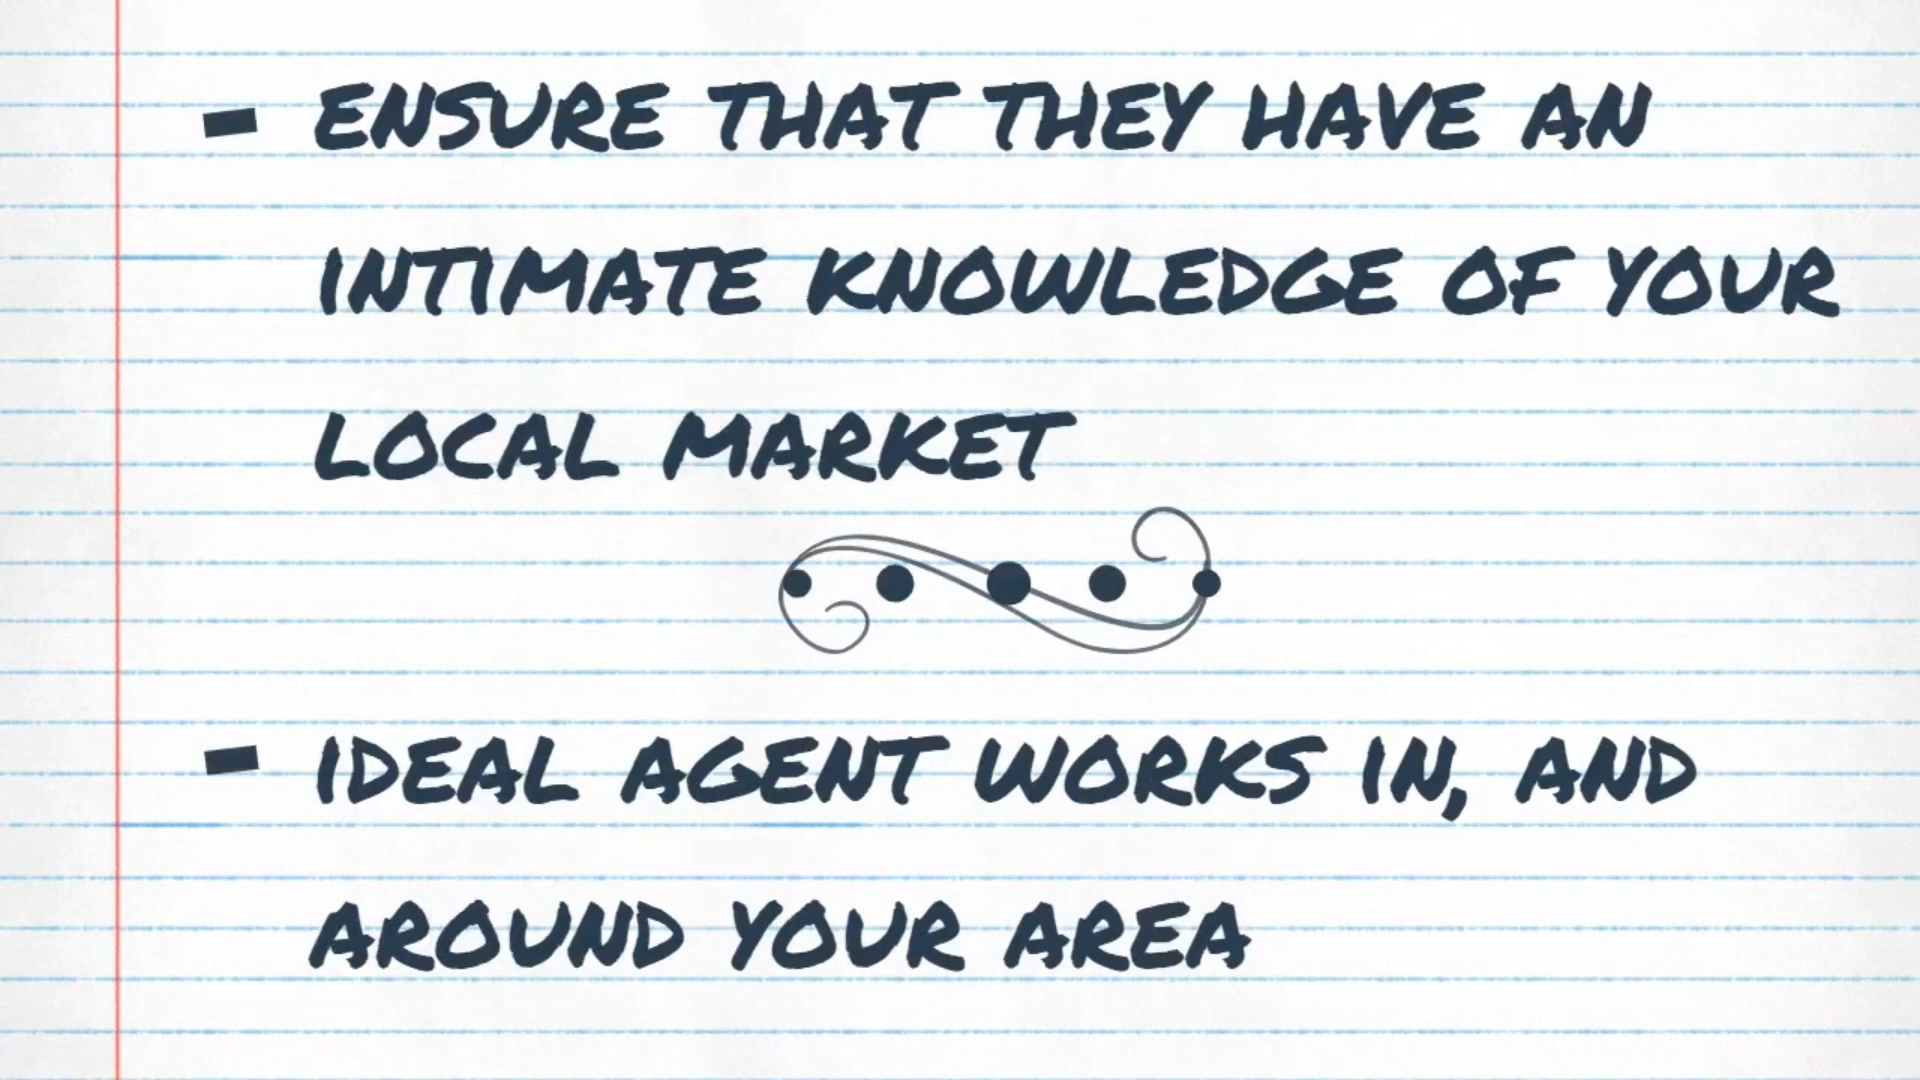 - ENSURE THAT THEY HAVE AN
INTIMATE KNOWLEDGE OF YOUR
LOCAL MARKET
- IDEAL AGENT WORKS IN, AND
AROUND YOUR AREA